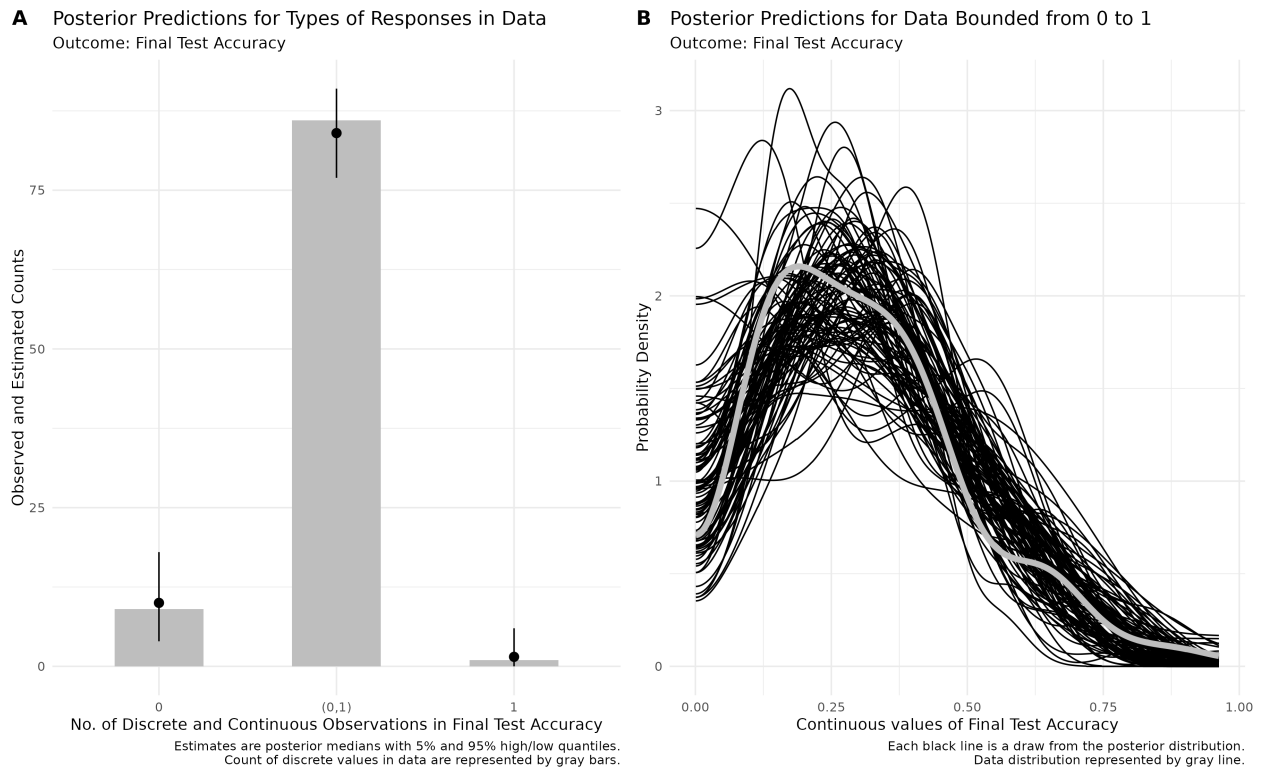 A
Posterior Predictions for Types of Responses in Data
Outcome: Final Test Accuracy
Observed and Estimated Counts
75
50
25
0
0
(0,1)
1
No. of Discrete and Continuous Observations in Final Test Accuracy
Estimates are posterior medians with 5% and 95% high/low quantiles.
Count of discrete values in data are represented by gray bars.
B
Posterior Predictions for Data Bounded from 0 to 1
Outcome: Final Test Accuracy
Probability Density
3
2
1
0
0.00
0.25
0.50
0.75
1.00
Continuous values of Final Test Accuracy
Each black line is a draw from the posterior distribution.
Data distribution represented by gray line.